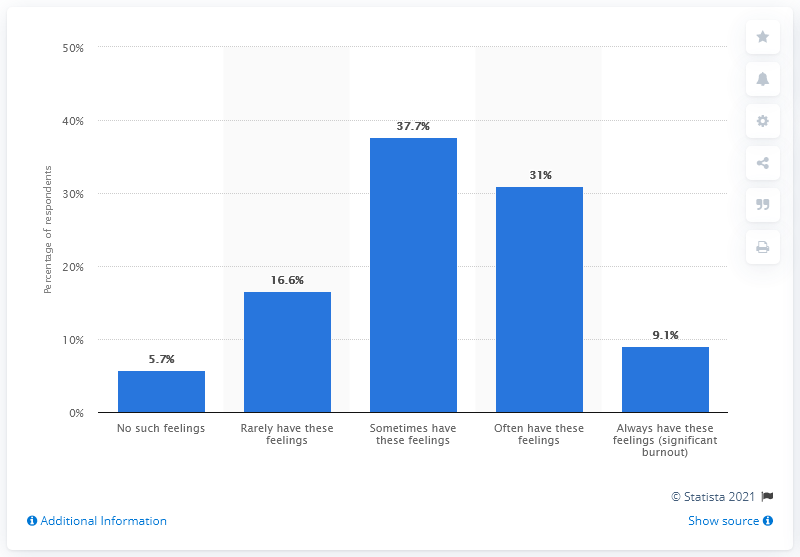 50%
40%
30%
20%
10%
0%
Percentage of respondents
5.7%
16.6%
37.7%
31%
9.1%
No such feelings
Rarely have these
feelings
Sometimes have
these feelings
Often have these
feelings
Always have these
feelings (significant
burnout)
© Statista 2021
Additional Information
Show source